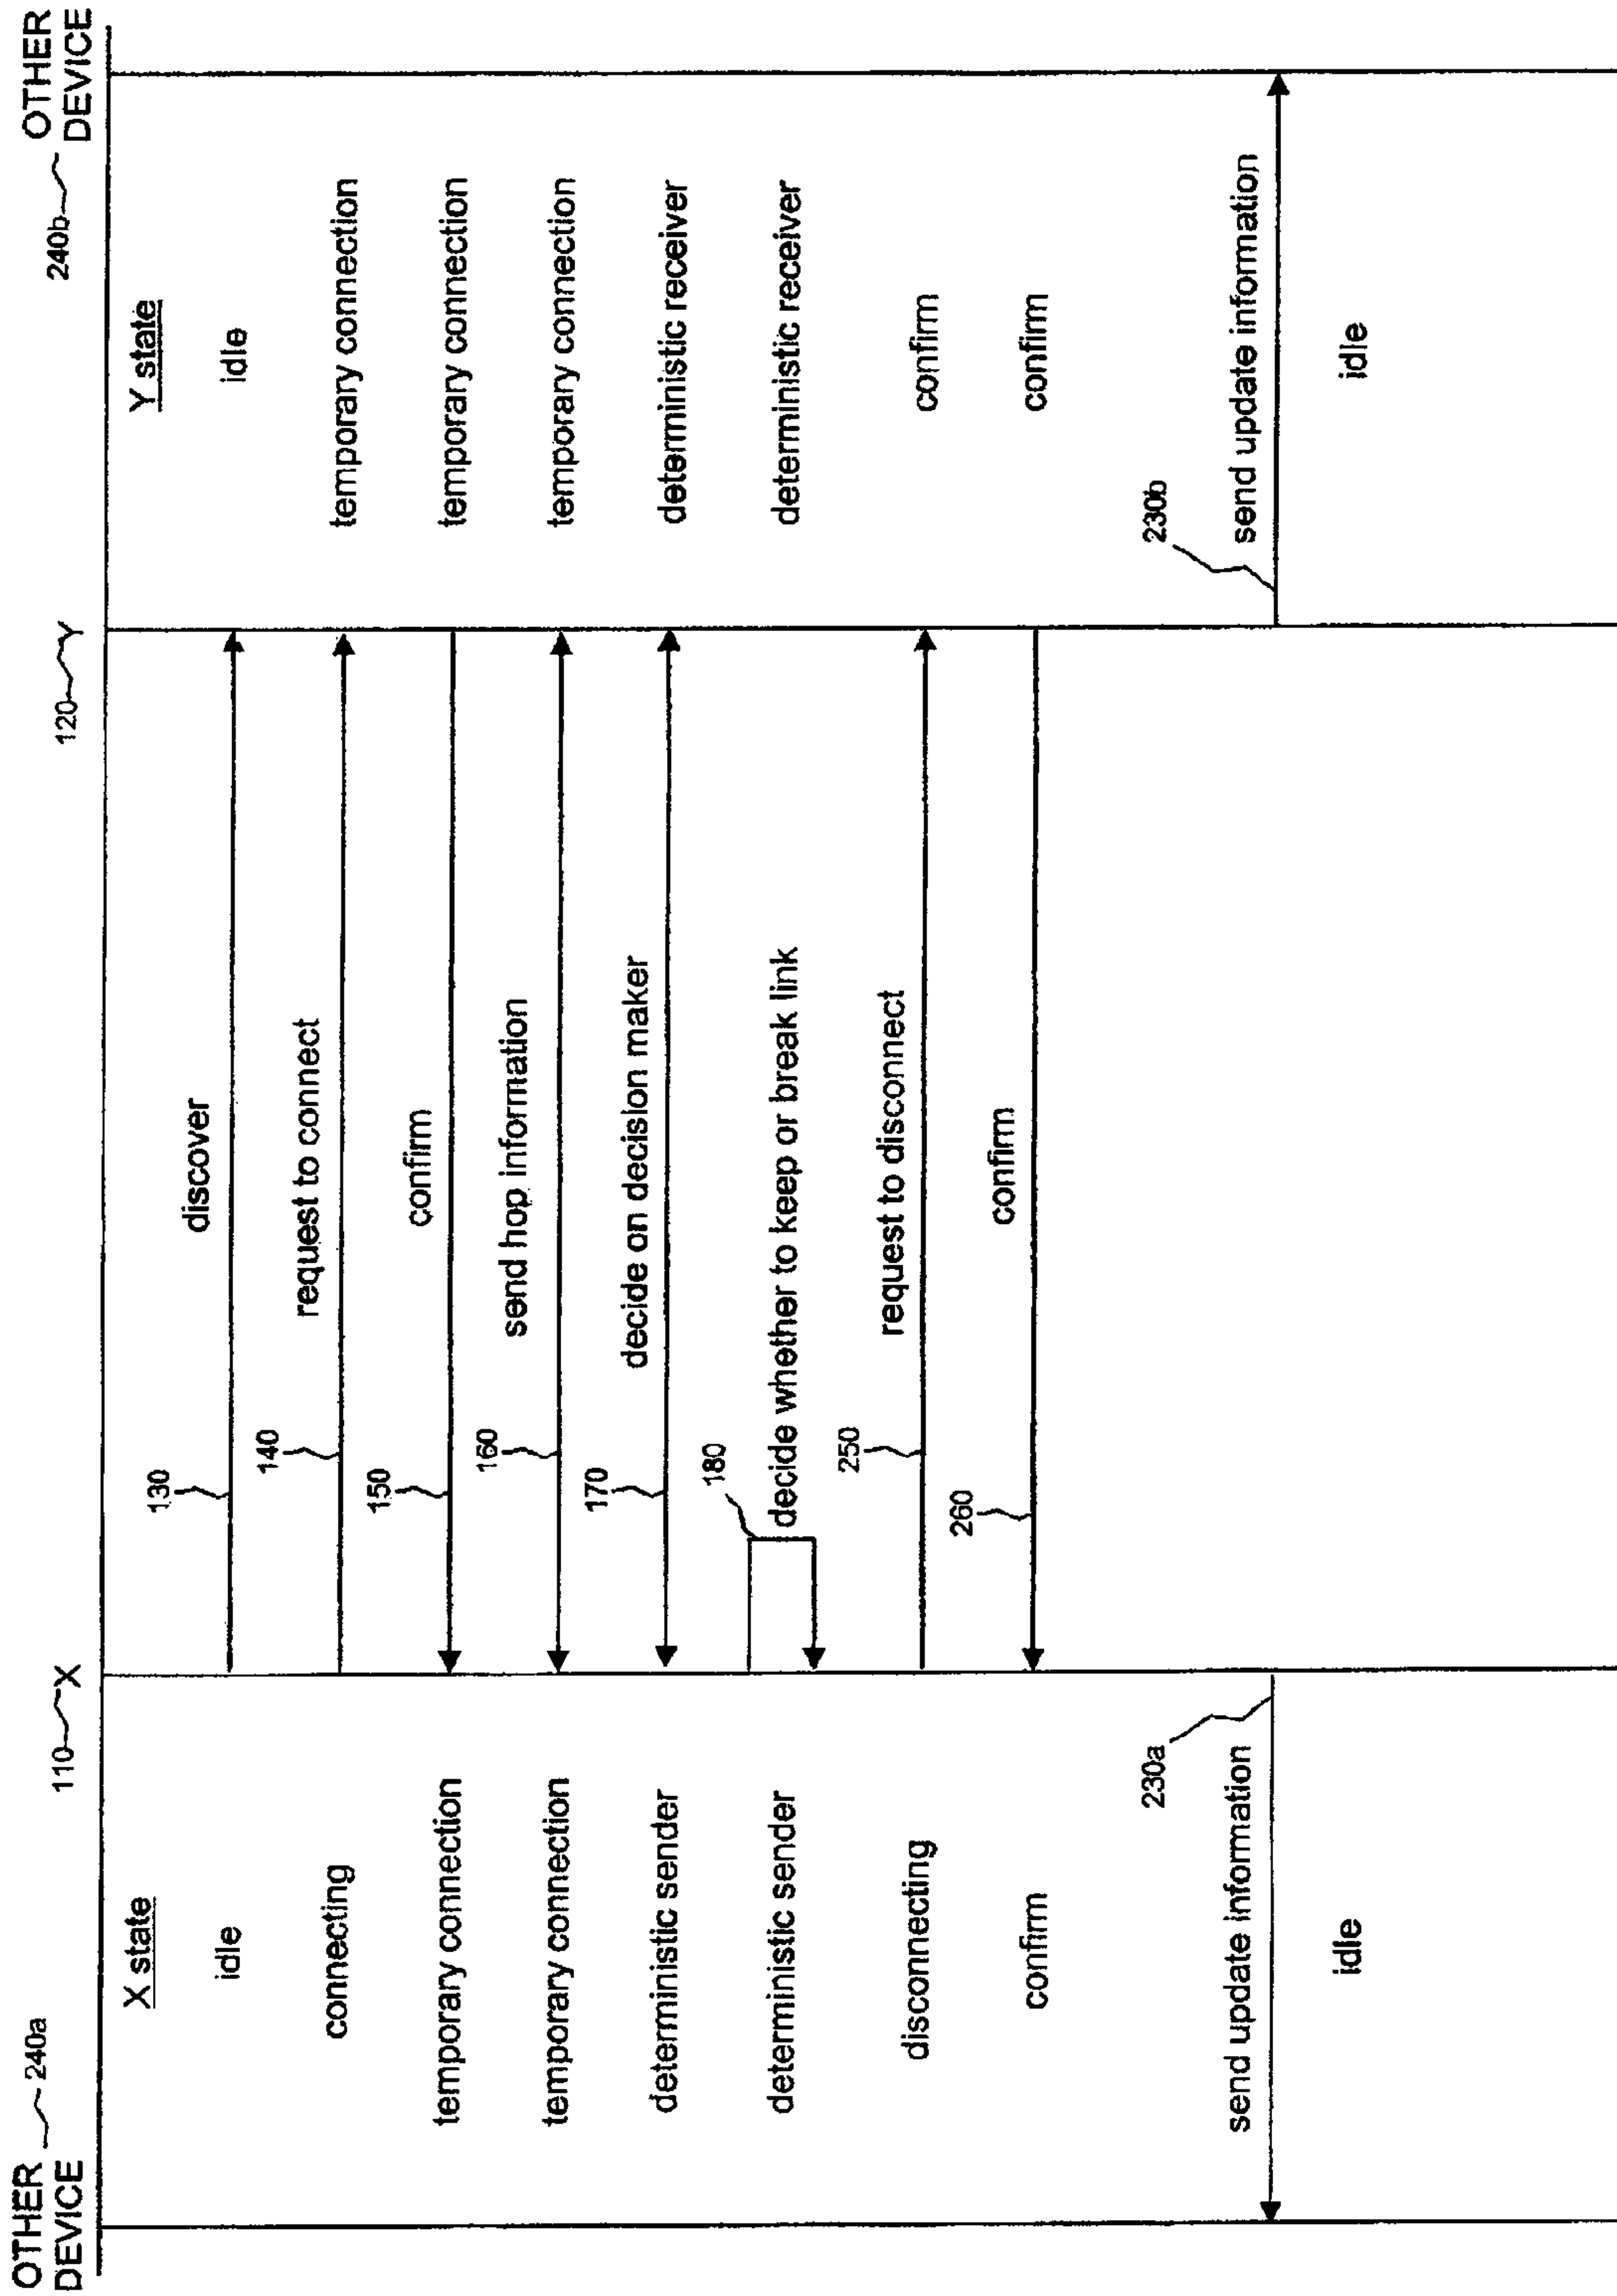 OTHER
DEVICE
240a
110
X
120
Y
240b
OTHER
DEVICE
X state
Y state
idle
130
discover
idle
connecting
140
request to connect
temporary connection
temporary connection
150
confirm
temporary connection
temporary connection
160
send hop information
temporary connection
deterministic sender
170
decide on decision maker
deterministic receiver
deterministic sender
180
decide whether to keep or break link
deterministic receiver
disconnecting
250
request to disconnect
confirm
confirm
260
confirm
confirm
send update information
230a
230b
send update information
idle
idle